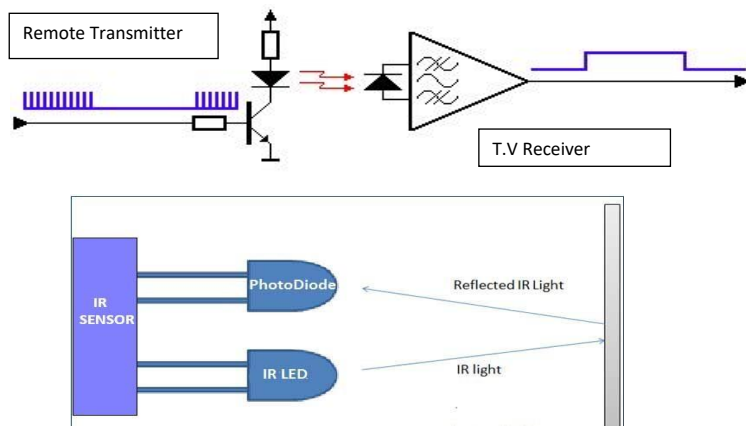 Remote Transmitter
T.V Receiver
PhotoDiode
Reflected IR Light
IR
SENSOR
IR LED
IR light